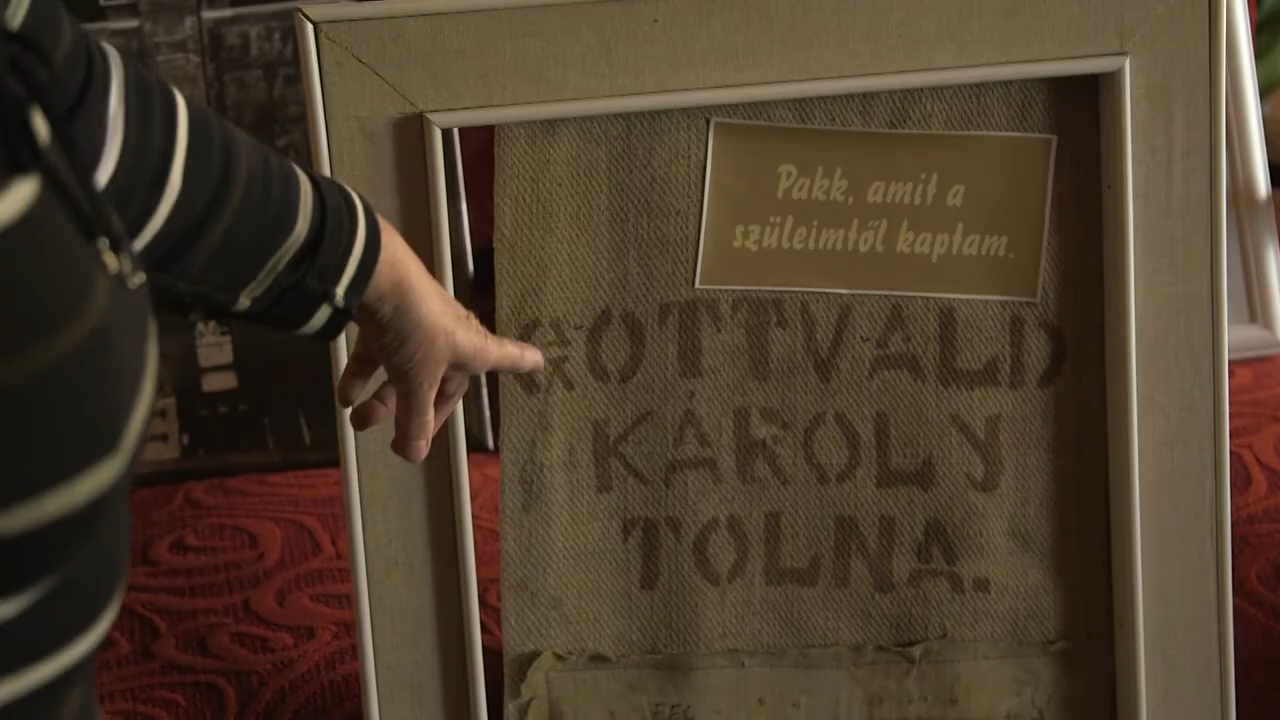 Pakk, amit a
szüleimtől kaptam.
GOTTVALD
KÁROLY
TOLNA.